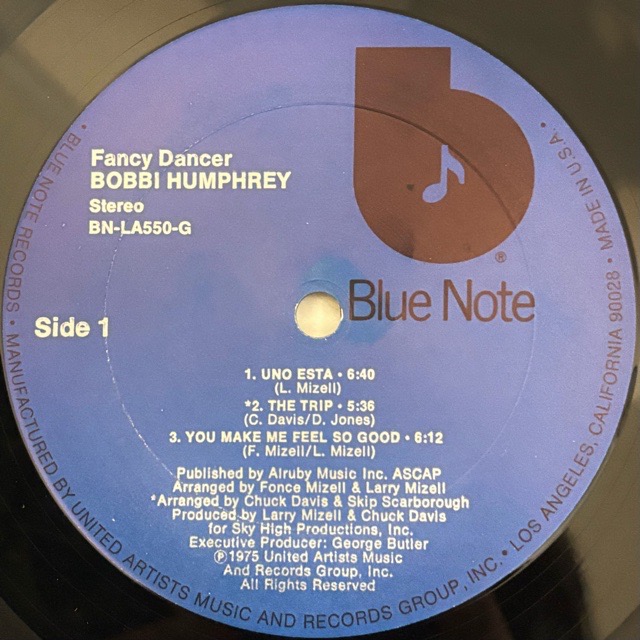 Fancy Dancer
BOBBI HUMPHREY
Stereo
BN-LA550-G
®
Blue Note
Side 1
1. UNO ESTA • 6:40
(L. Mizell)
*2. THE TRIP • 5:36
(C. Davis/D. Jones)
3. YOU MAKE ME FEEL SO GOOD • 6:12
(F. Mizell/L. Mizell)
Published by Alruby Music Inc. ASCAP
Arranged by Fonce Mizell & Larry Mizell
*Arranged by Chuck Davis & Skip Scarborough
Produced by Larry Mizell & Chuck Davis
for Sky High Productions, Inc.
Executive Producer: George Butler
℗1975 United Artists Music
And Records Group, Inc.
All Rights Reserved
• BLUE NOTE RECORDS • MANUFACTURED BY UNITED ARTISTS MUSIC AND RECORDS GROUP, INC. • LOS ANGELES, CALIFORNIA 90028 • MADE IN U.S.A.